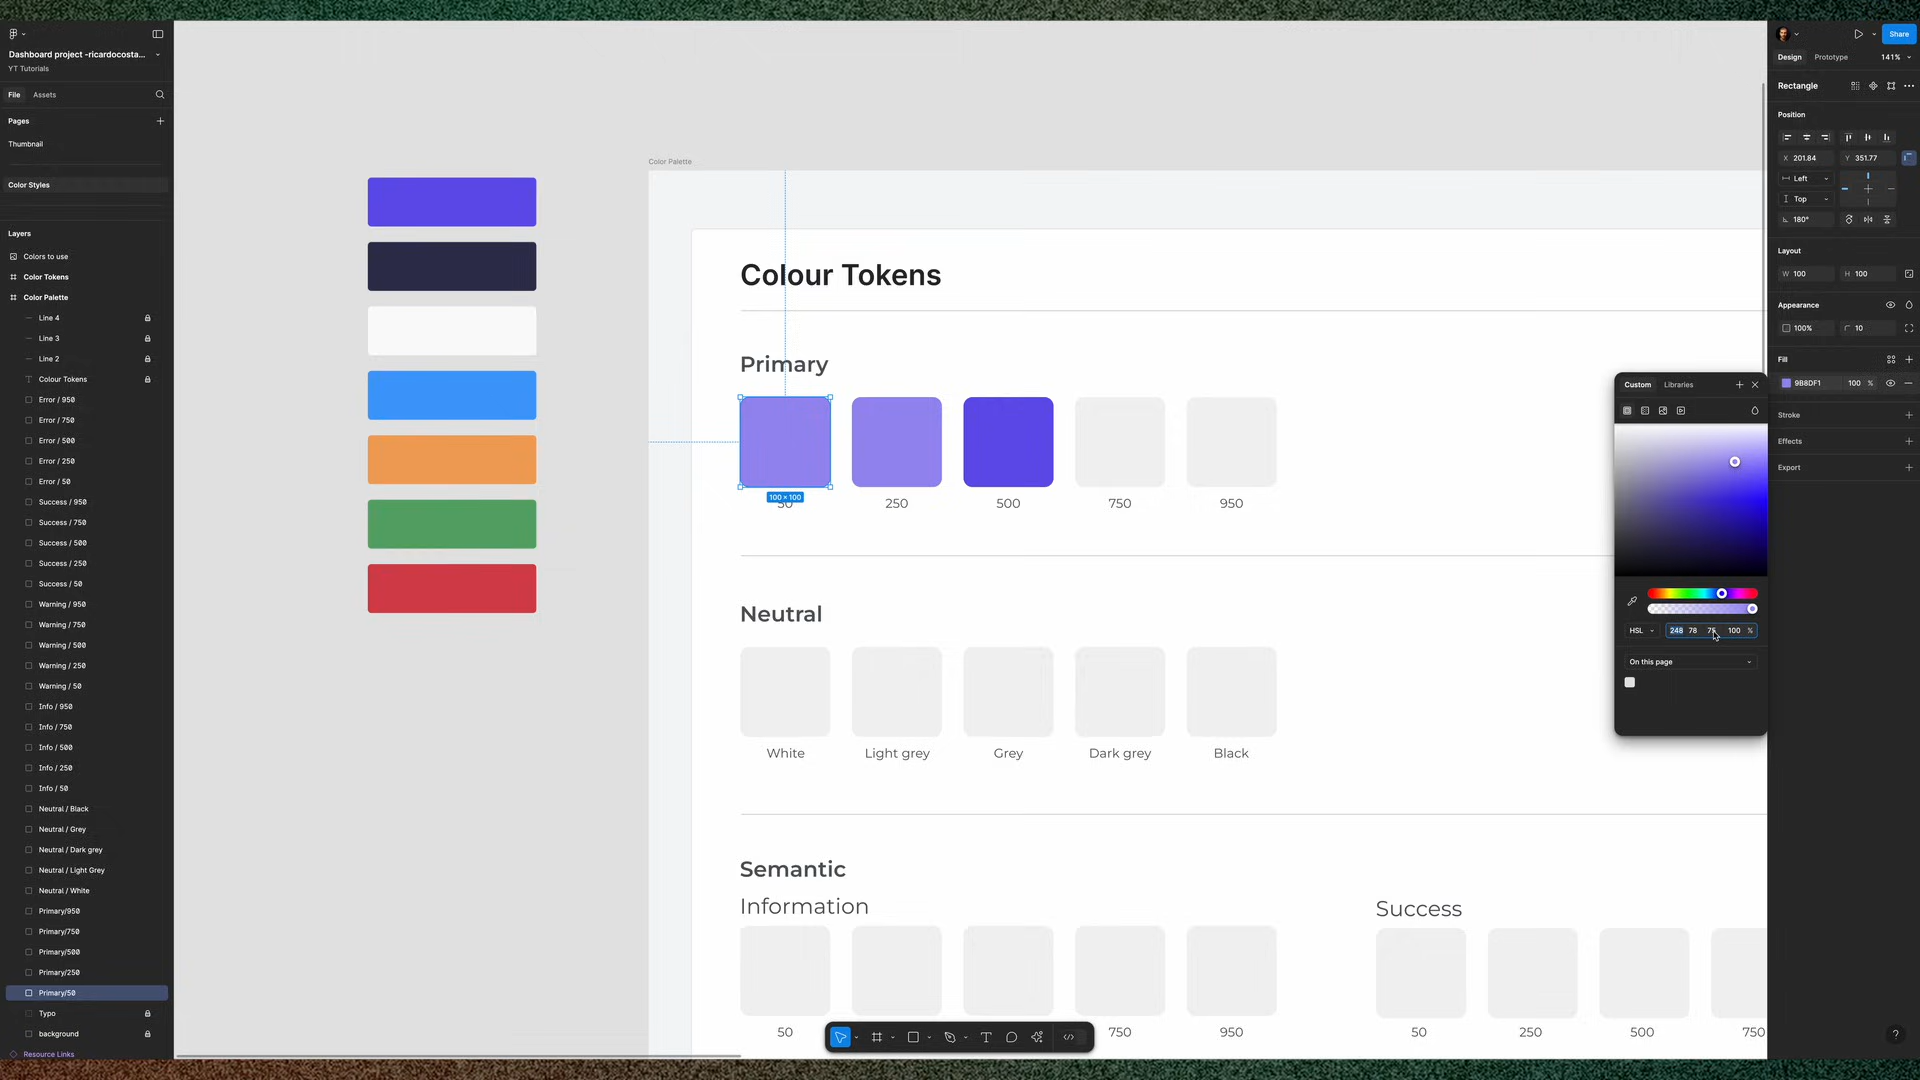 Dashboard project -ricardocosta...
YT Tutorials
File
Assets
Pages
Thumbnail
Color Styles
Layers
Colors to use
Color Tokens
Color Palette
Line 4
Line 3
Line 2
Colour Tokens
Error / 950
Error / 750
Error / 500
Error / 250
Error / 50
Success / 950
Success / 750
Success / 500
Success / 250
Success / 50
Warning / 950
Warning / 750
Warning / 500
Warning / 250
Warning / 50
Info / 950
Info / 750
Info / 500
Info / 250
Info / 50
Neutral / Black
Neutral / Grey
Neutral / Dark grey
Neutral / Light Grey
Neutral / White
Primary/950
Primary/750
Primary/500
Primary/250
Primary/50
Typo
background
Resource Links
Color Palette
Colour Tokens
Primary
100 × 100
50
250
500
750
950
Neutral
White
Light grey
Grey
Dark grey
Black
Semantic
Information
50
750
950
Success
50
250
500
750
Custom
Libraries
HSL
248
78
75
100
%
On this page
Share
Design
Prototype
141%
Rectangle
Position
X 201.84
Y 351.77
Left
Top
180°
Layout
W 100
H 100
Appearance
100%
10
Fill
9B8DF1
100 %
Stroke
Effects
Export
?